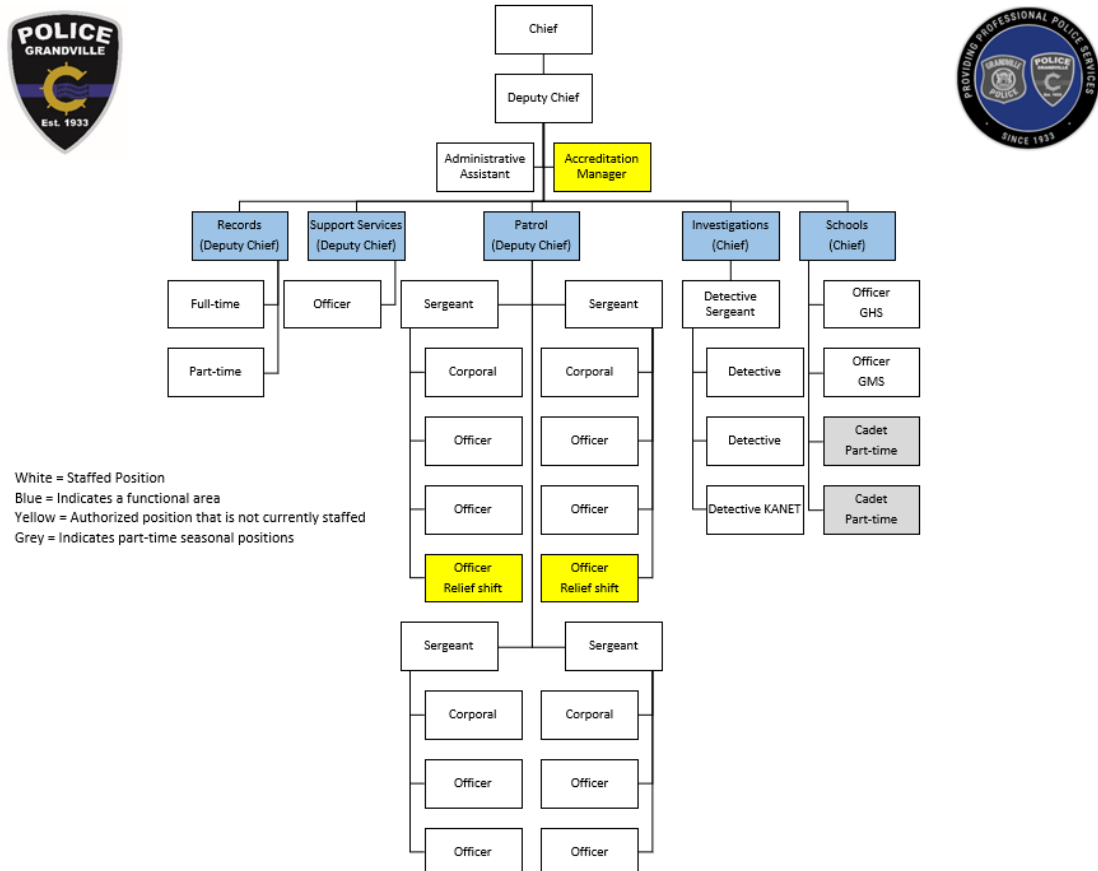 POLICE
GRANDVILLE
Est. 1933
PROVIDING PROFESSIONAL POLICE SERVICES
GRANDVILLE
POLICE
POLICE
GRANDVILLE
SINCE 1933
Chief
Deputy Chief
Administrative
Assistant
Accreditation
Manager
Records
(Deputy Chief)
Support Services
(Deputy Chief)
Patrol
(Deputy Chief)
Investigations
(Chief)
Schools
(Chief)
Full-time
Part-time
Officer
Sergeant
Corporal
Officer
Officer
Officer
Relief shift
Sergeant
Corporal
Officer
Officer
Officer
Relief shift
Sergeant
Corporal
Officer
Officer
Sergeant
Corporal
Officer
Officer
Detective
Sergeant
Detective
Detective
Detective KANET
Officer
GHS
Officer
GMS
Cadet
Part-time
Cadet
Part-time
White = Staffed Position
Blue = Indicates a functional area
Yellow = Authorized position that is not currently staffed
Grey = Indicates part-time seasonal positions